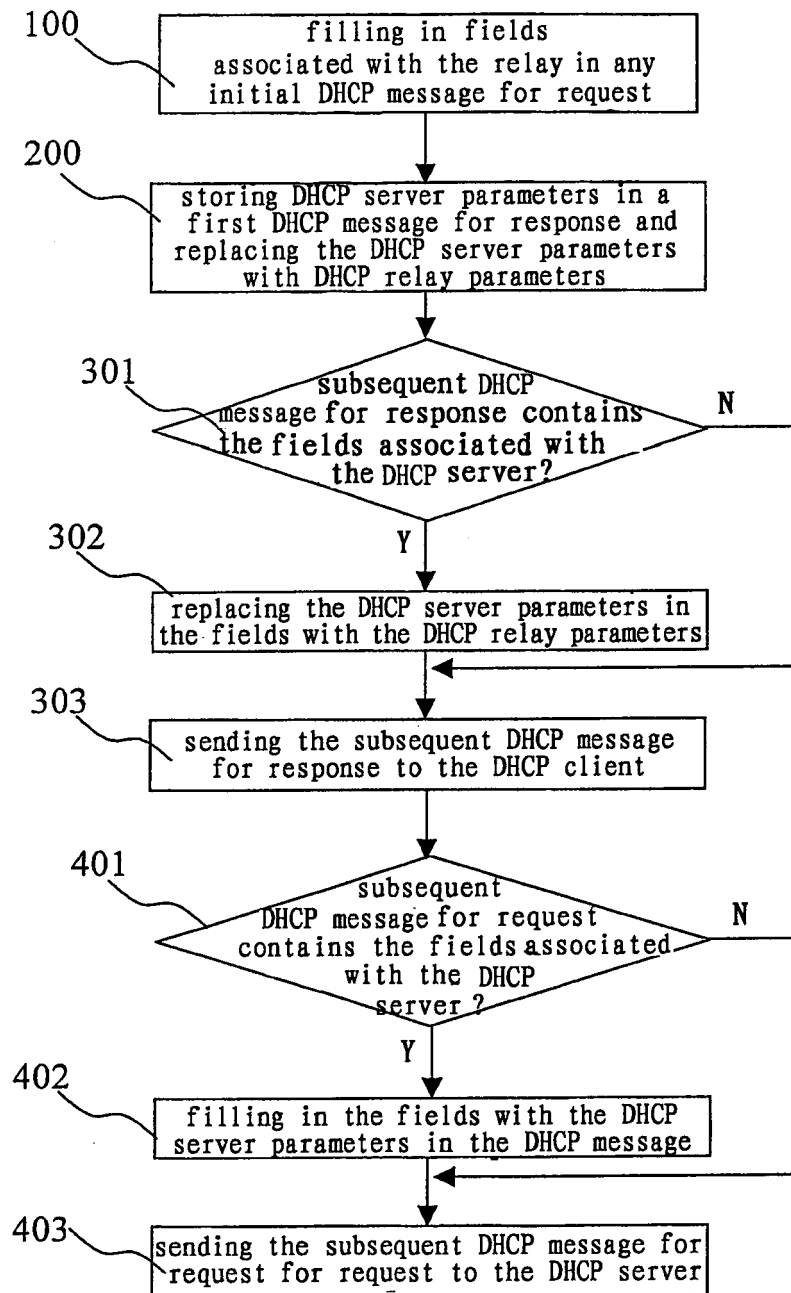 100
filling in fields
associated with the relay in any
initial DHCP message for request
200
storing DHCP server parameters in a
first DHCP message for response and
replacing the DHCP server parameters
with DHCP relay parameters
301
subsequent DHCP
message for response contains
the fields associated with
the DHCP server?
N
Y
302
replacing the DHCP server parameters in
the fields with the DHCP relay parameters
303
sending the subsequent DHCP message
for response to the DHCP client
401
subsequent
DHCP message for request
contains the fields associated
with the DHCP
server ?
N
Y
402
filling in the fields with the DHCP
server parameters in the DHCP message
403
sending the subsequent DHCP message for
request for request to the DHCP server